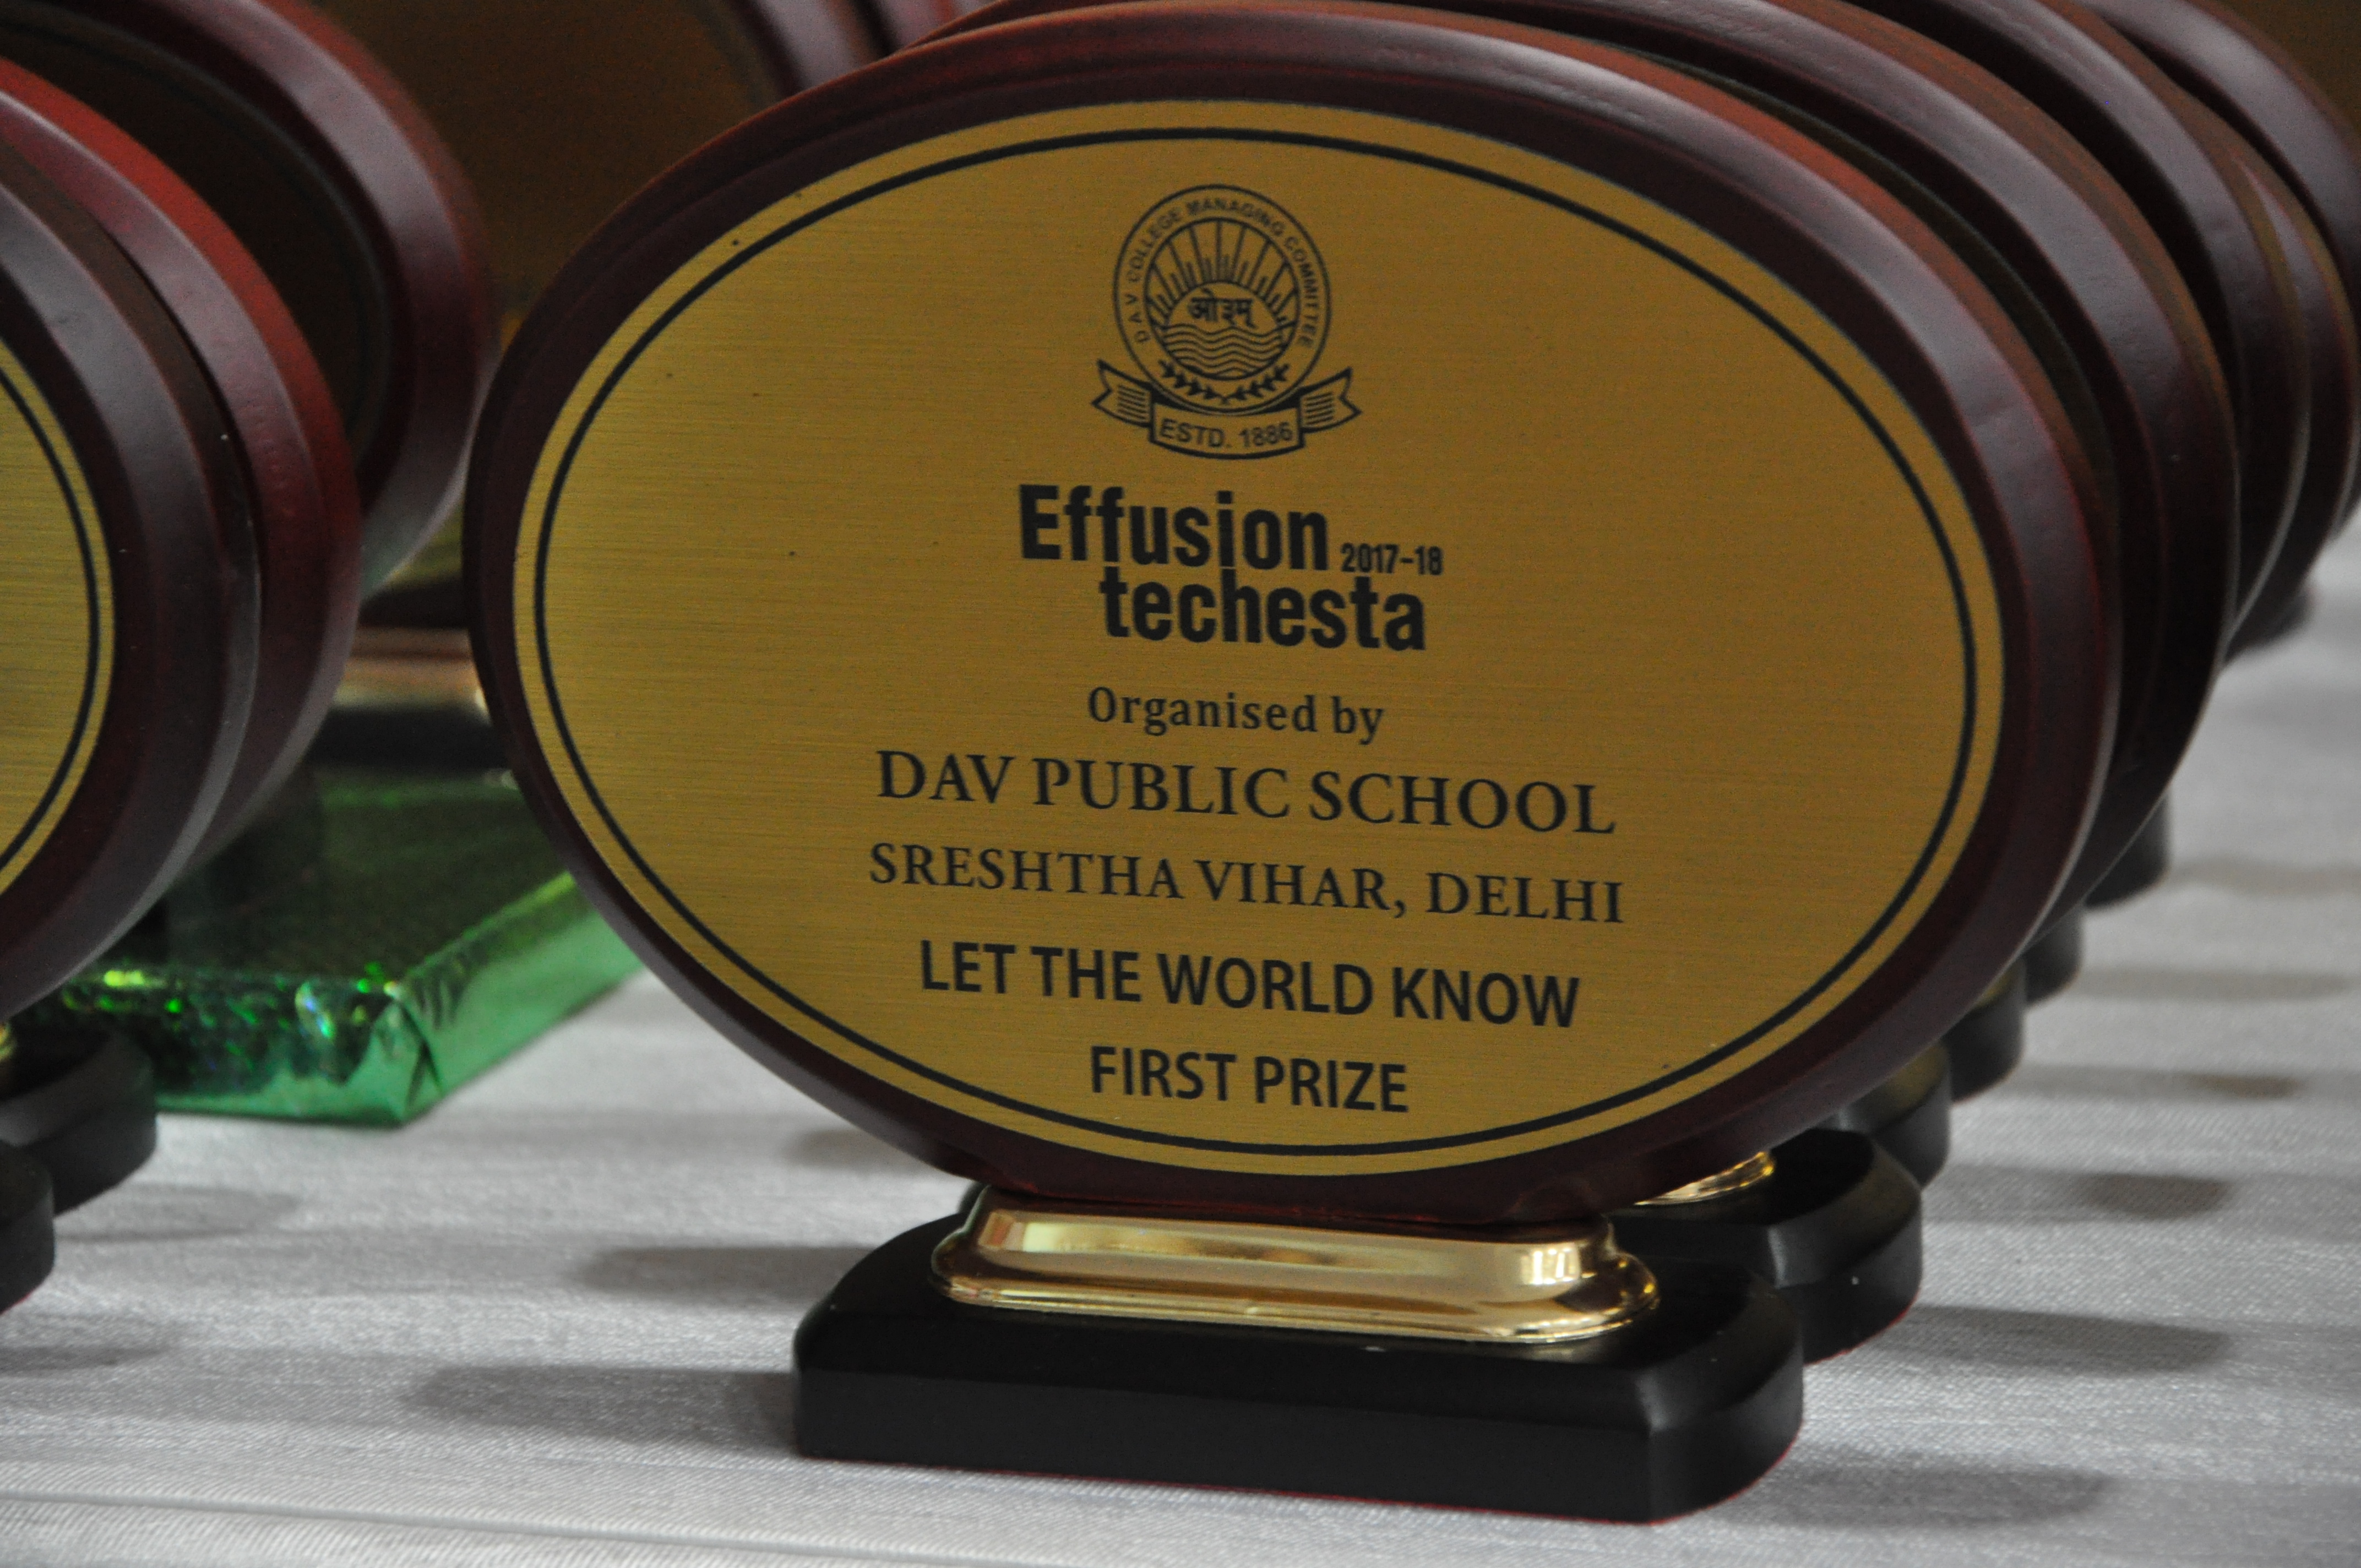 D A V COLLEGE MANAGING COMMITTEE
ओ३म्
ESTD. 1886
Effusion 2017-18
techesta
Organised by
DAV PUBLIC SCHOOL
SRESHTHA VIHAR, DELHI
LET THE WORLD KNOW
FIRST PRIZE